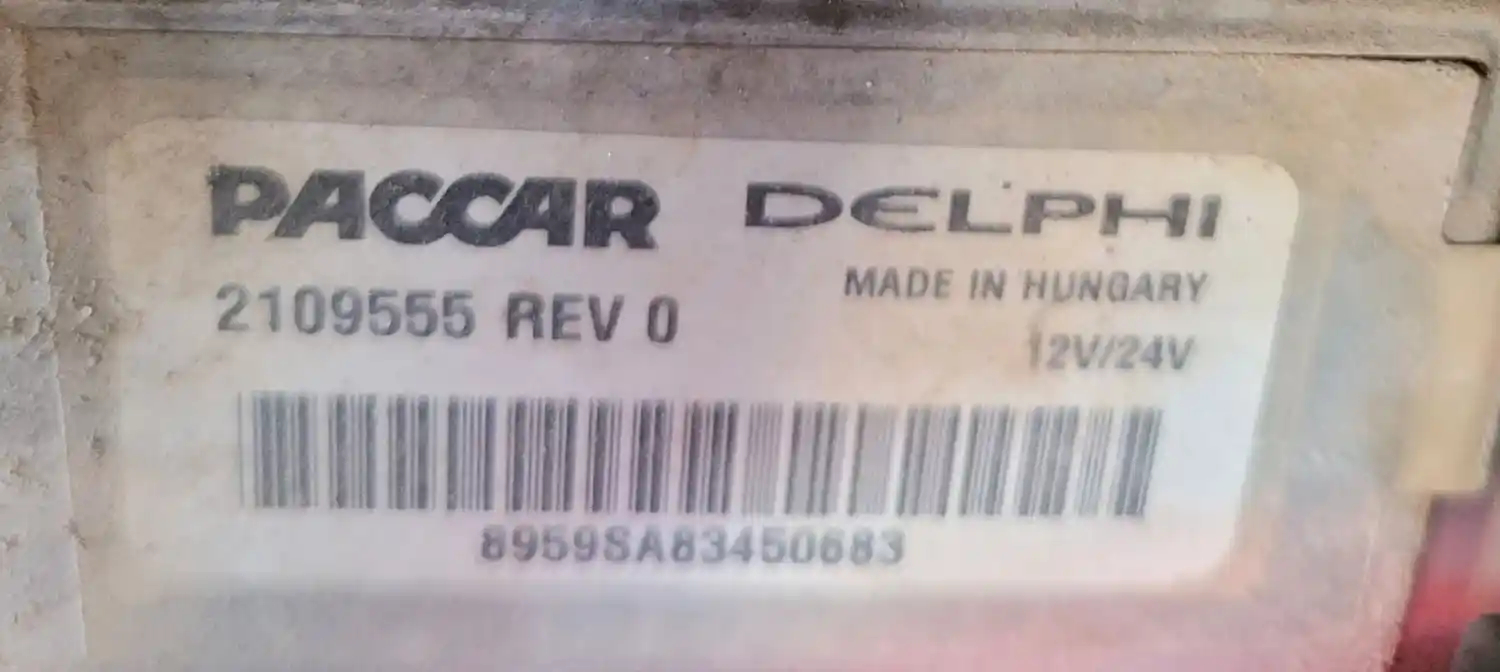 PACCAR DELPHI
2109555 REV 0
MADE IN HUNGARY
12V/24V
8959SA83450683